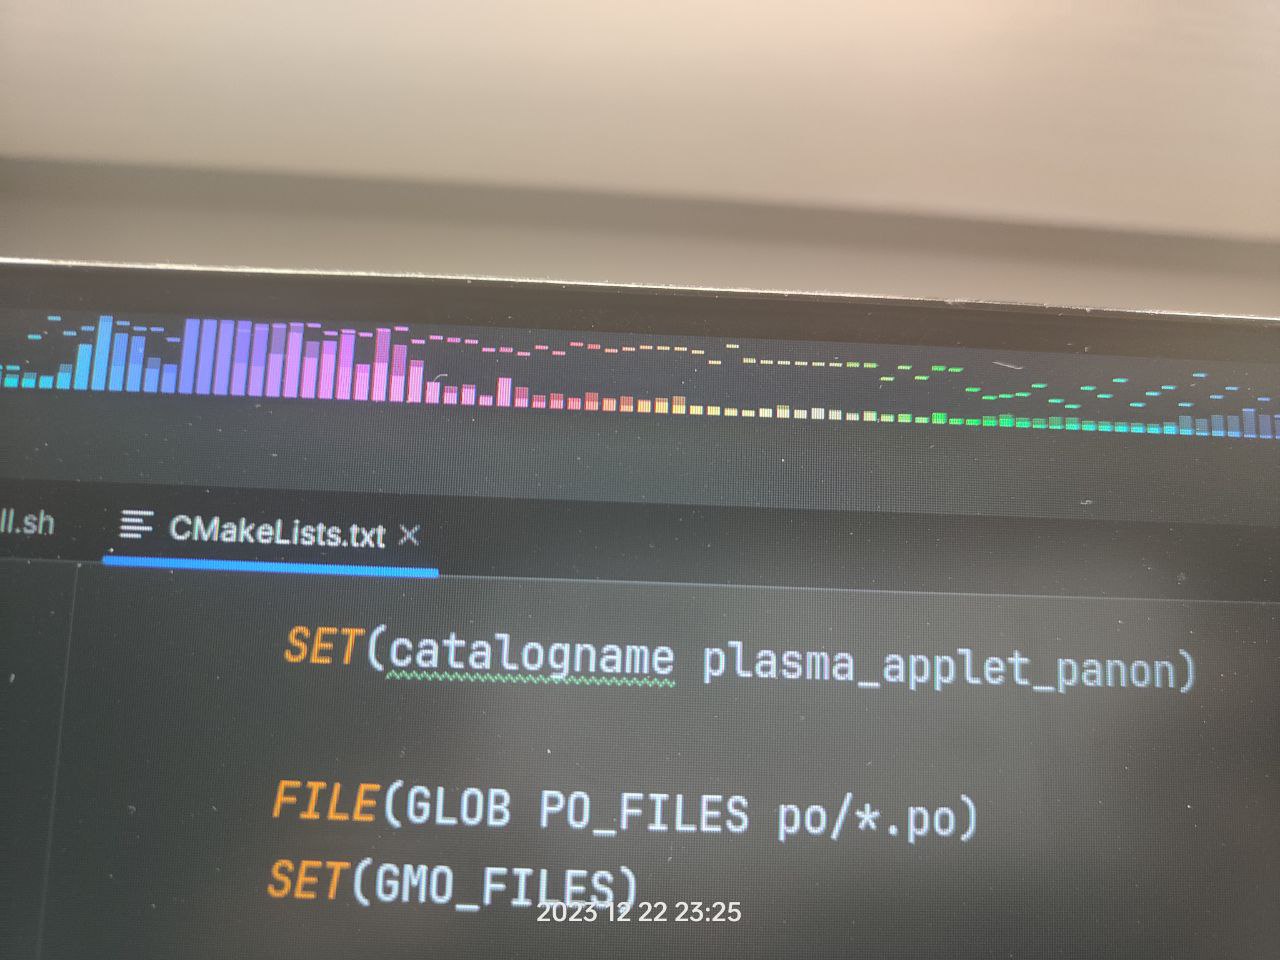 ll.sh
CMakeLists.txt
SET(catalogname plasma_applet_panon)
FILE(GLOB PO_FILES po/*.po)
SET(GMO_FILES)
2023 12 22 23:25